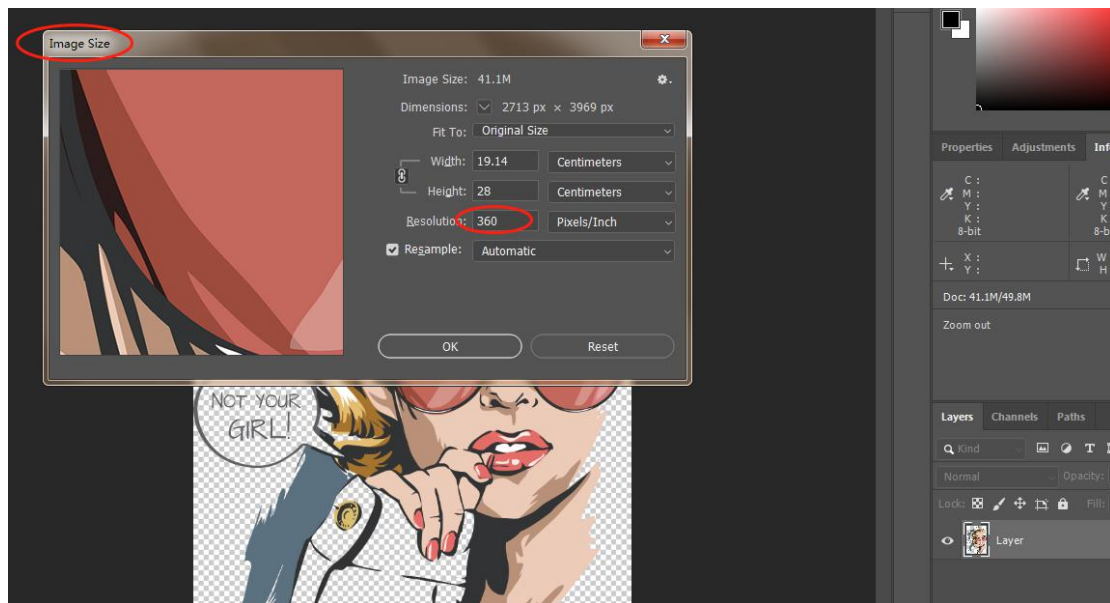 Image Size
Image Size: 41.1M
Dimensions: 2713 px × 3969 px
Fit To: Original Size
Width: 19.14 Centimeters
Height: 28 Centimeters
Resolution: 360 Pixels/Inch
Resample: Automatic
OK Reset
NOT YOUR
GIRL!
Properties Adjustments Inf
C : C
M : M
Y : Y
K : K
8-bit 8-b
X : W
Y : H
Doc: 41.1M/49.8M
Zoom out
Layers Channels Paths
Kind T
Normal Opacity:
Lock: Fill:
Layer